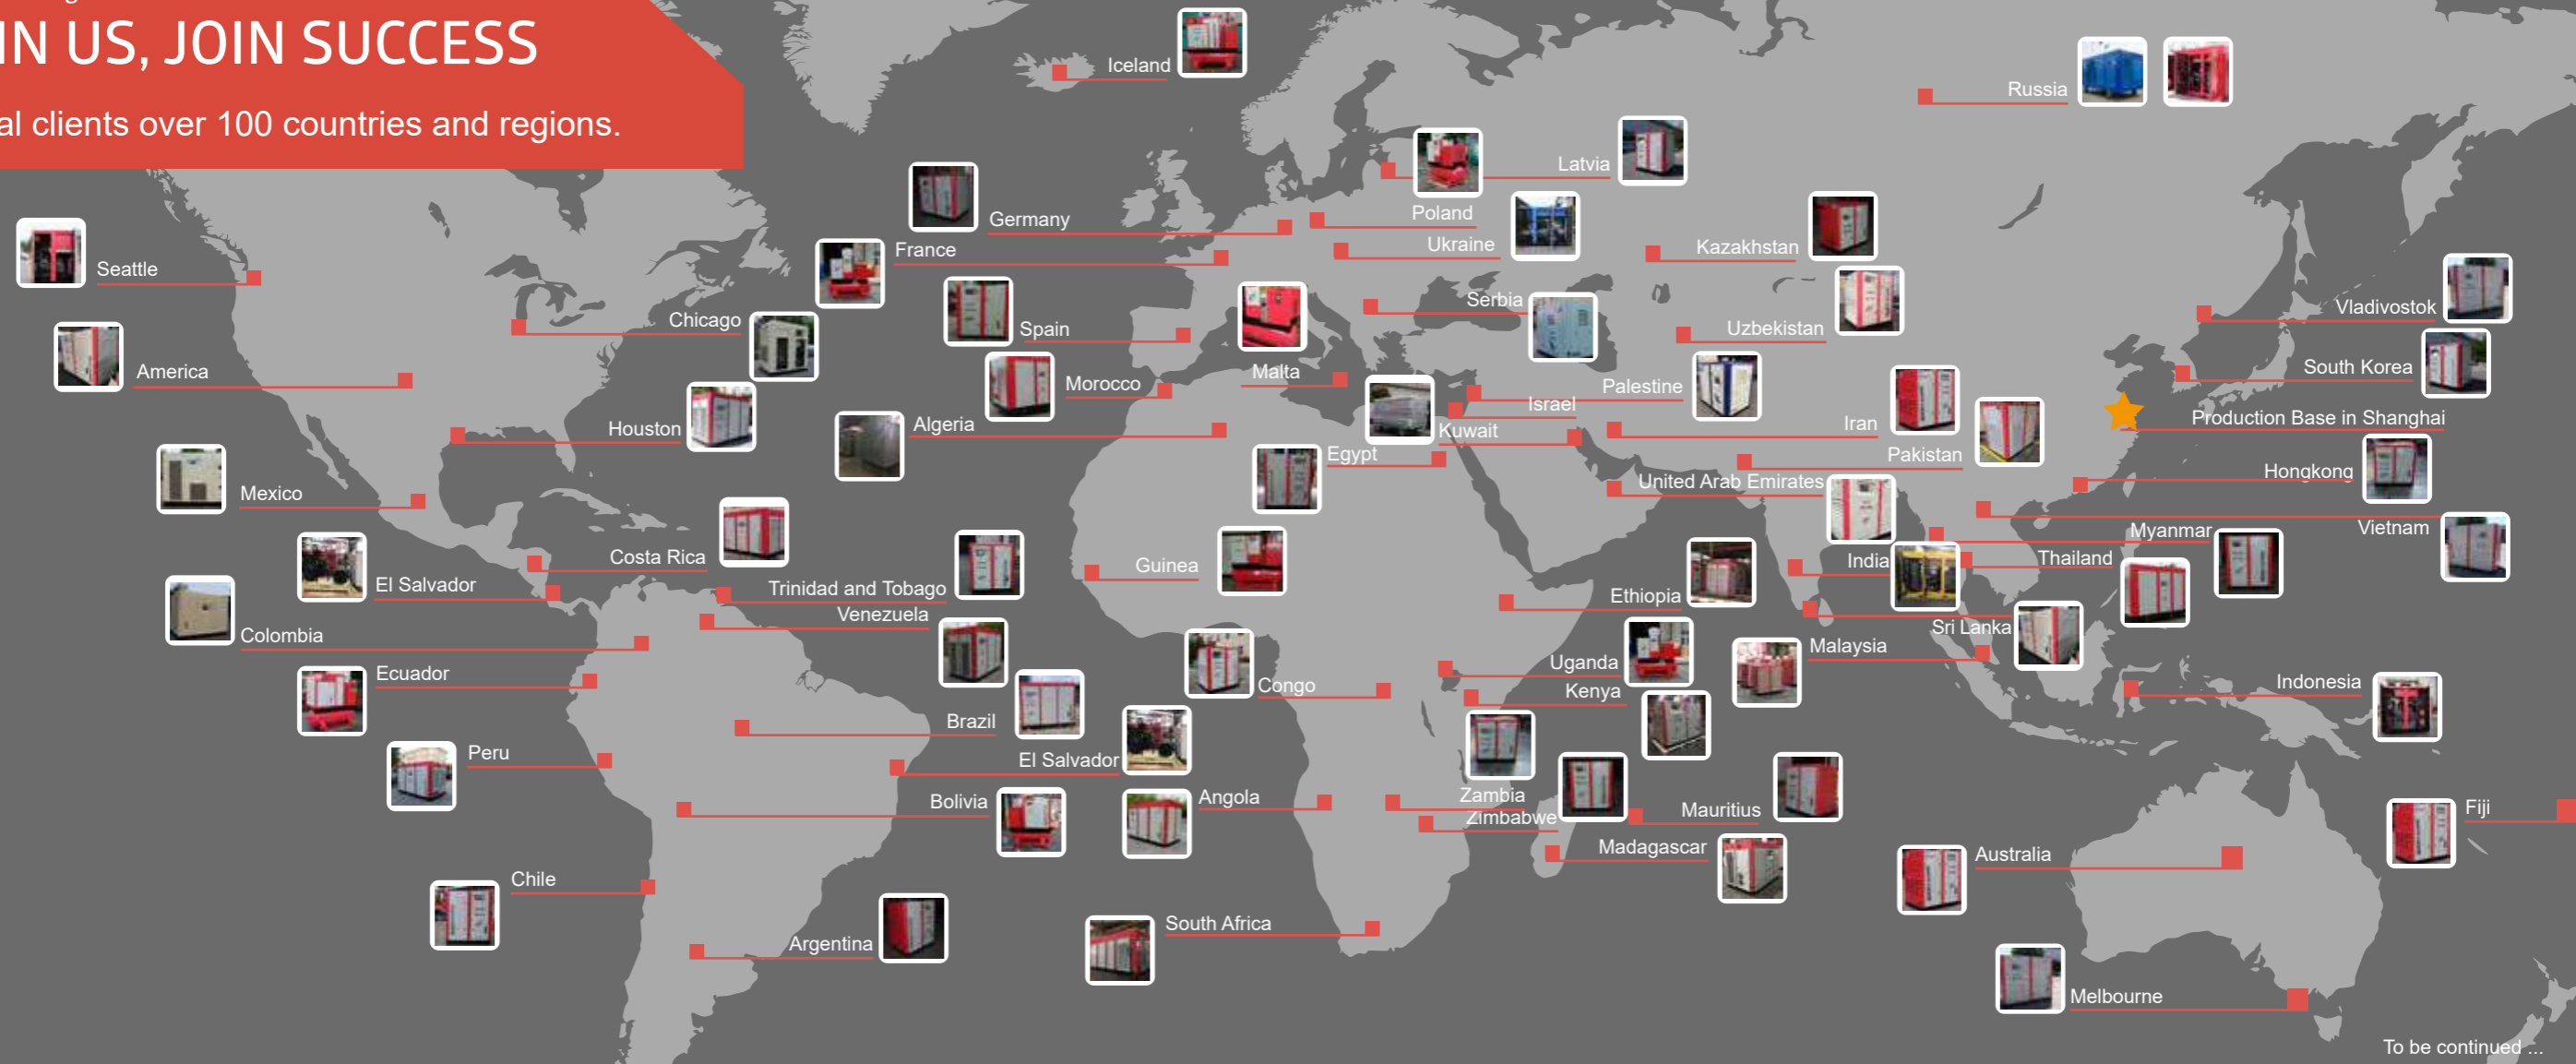 IN US, JOIN SUCCESS
al clients over 100 countries and regions.
Iceland
Russia
Latvia
Germany
Poland
Ukraine
France
Kazakhstan
Seattle
Serbia
Vladivostok
Chicago
Spain
Uzbekistan
America
Malta
South Korea
Morocco
Palestine
Israel
Houston
Algeria
Kuwait
Iran
Production Base in Shanghai
Egypt
Pakistan
Hongkong
Mexico
United Arab Emirates
Vietnam
Myanmar
Costa Rica
Guinea
India
Thailand
El Salvador
Trinidad and Tobago
Ethiopia
Venezuela
Sri Lanka
Colombia
Malaysia
Ecuador
Uganda
Congo
Kenya
Indonesia
Brazil
Peru
El Salvador
Bolivia
Angola
Zambia
Zimbabwe
Mauritius
Fiji
Madagascar
Australia
Chile
South Africa
Argentina
Melbourne
To be continued ...